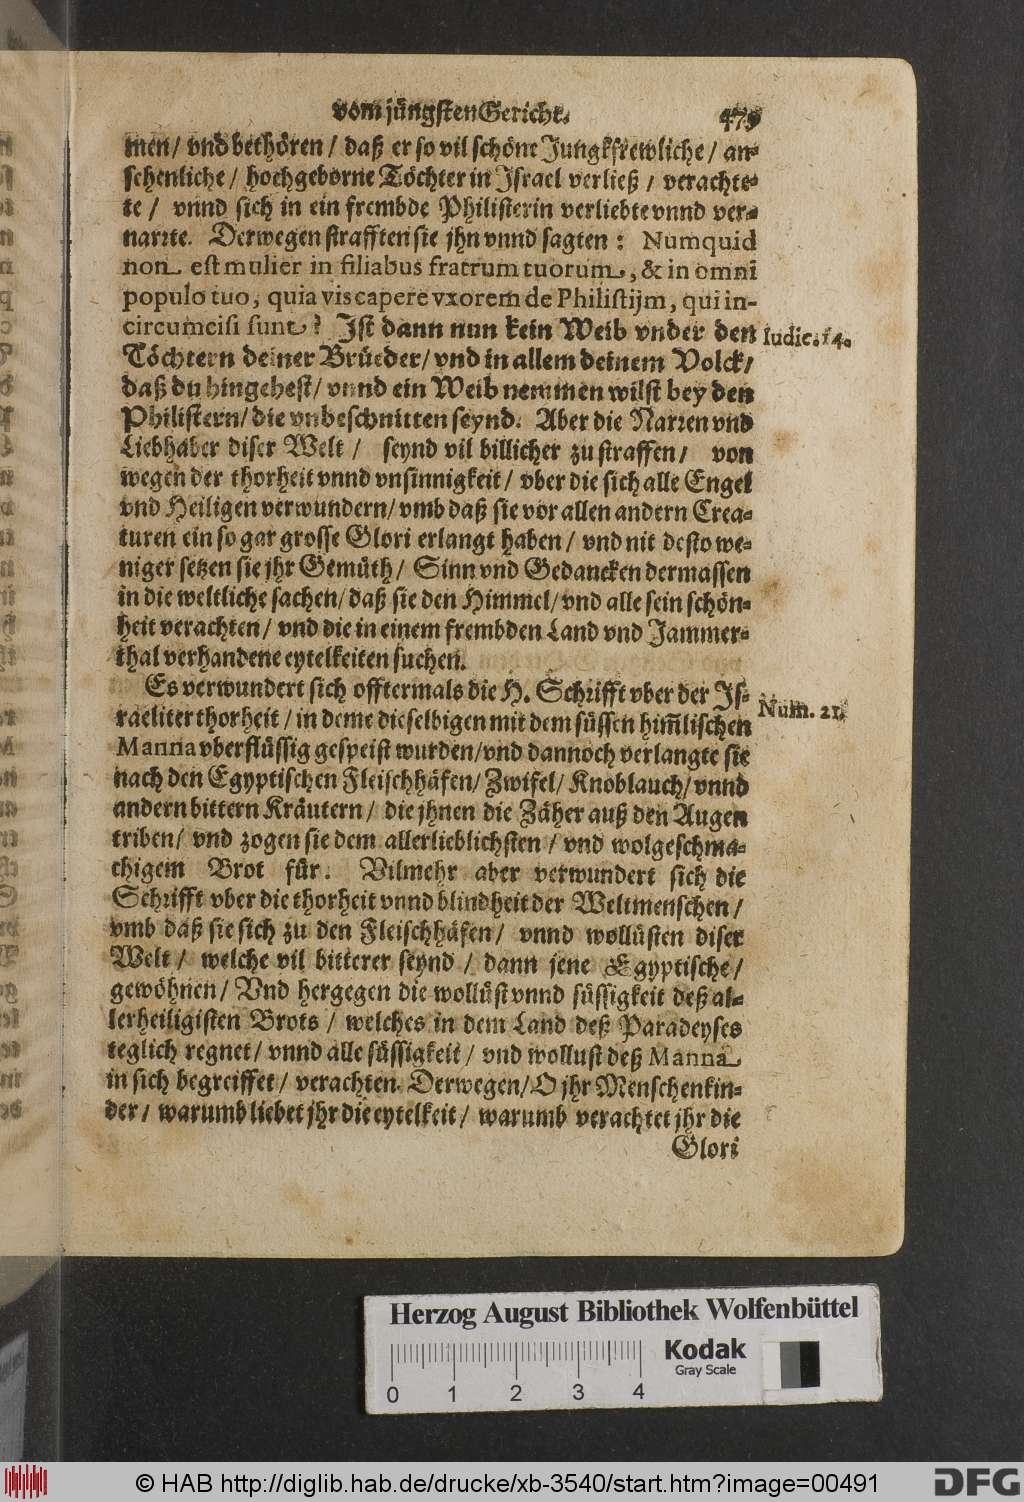 vom jüngsten Gericht. 479
men/ vnd bethören/ daß er so vil schöne Jungkfrewliche/ an-
sehenliche/ hochgeborne Töchter in Israel verließ/ verachte-
te/ vnnd sich in ein frembde Philisterin verliebte vnnd ver-
narrte. Derwegen strafften sie jhn vnnd sagten: Numquid
non est mulier in filiabus fratrum tuorum, & in omni
populo tuo, quia vis capere vxorem de Philistijm, qui in-
circumcisi sunt? Ist dann nun kein Weib vnder den
Iudic. 14.
Töchtern deiner Brüeder/ vnd in allem deinem Volck/
daß du hingehest/ vnnd ein Weib nemmen wilst bey den
Philistern/ die vnbeschnitten seynd. Aber die Narren vnd
Liebhaber diser Welt/ seynd vil billicher zu straffen/ von
wegen der thorheit vnnd vnsinnigkeit/ vber die sich alle Engel
vnd Heiligen verwundern/ vmb daß sie vor allen andern Crea-
turen ein so gar grosse Glori erlangt haben/ vnd nit desto we-
niger setzen sie jhr Gemüth/ Sinn vnd Gedancken dermassen
in die weltliche sachen/ daß sie den Himmel/ vnd alle sein schön-
heit verachten/ vnd die in einem frembden Land vnd Jammer-
thal verhandene eytelkeiten suchen.
Es verwundert sich offtermals die H. Schrifft vber der Is-
Num. 21.
raeliter thorheit/ in deme dieselbigen mit dem süssen him̃lischen
Manna vberflüssig gespeist wurden/ vnd dannoch verlangte sie
nach den Egyptischen Fleischhäfen/ Zwifel/ Knoblauch/ vnnd
andern bittern Kräutern/ die jhnen die Zäher auß den Augen
triben/ vnd zogen sie dem allerlieblichsten/ vnd wolgeschma-
chigem Brot für. Vilmehr aber verwundert sich die
Schrifft vber die thorheit vnnd blindheit der Weltmenschen/
vmb daß sie sich zu den Fleischhäfen/ vnnd wollüsten diser
Welt/ welche vil bitterer seynd/ dann jene Egyptische/
gewöhnen/ Vnd hergegen die wollüst vnnd süssigkeit deß al-
lerheiligisten Brots/ welches in dem Land deß Paradeyses
teglich regnet/ vnnd alle süssigkeit/ vnd wollust deß Manna
in sich begreiffet/ verachten. Derwegen/ O jhr Menschenkin-
der/ warumb liebet jhr die eytelkeit/ warumb verachtet jhr die
Glori
Herzog August Bibliothek Wolfenbüttel
Kodak
Gray Scale
0 1 2 3 4
© HAB http://diglib.hab.de/drucke/xb-3540/start.htm?image=00491
DFG